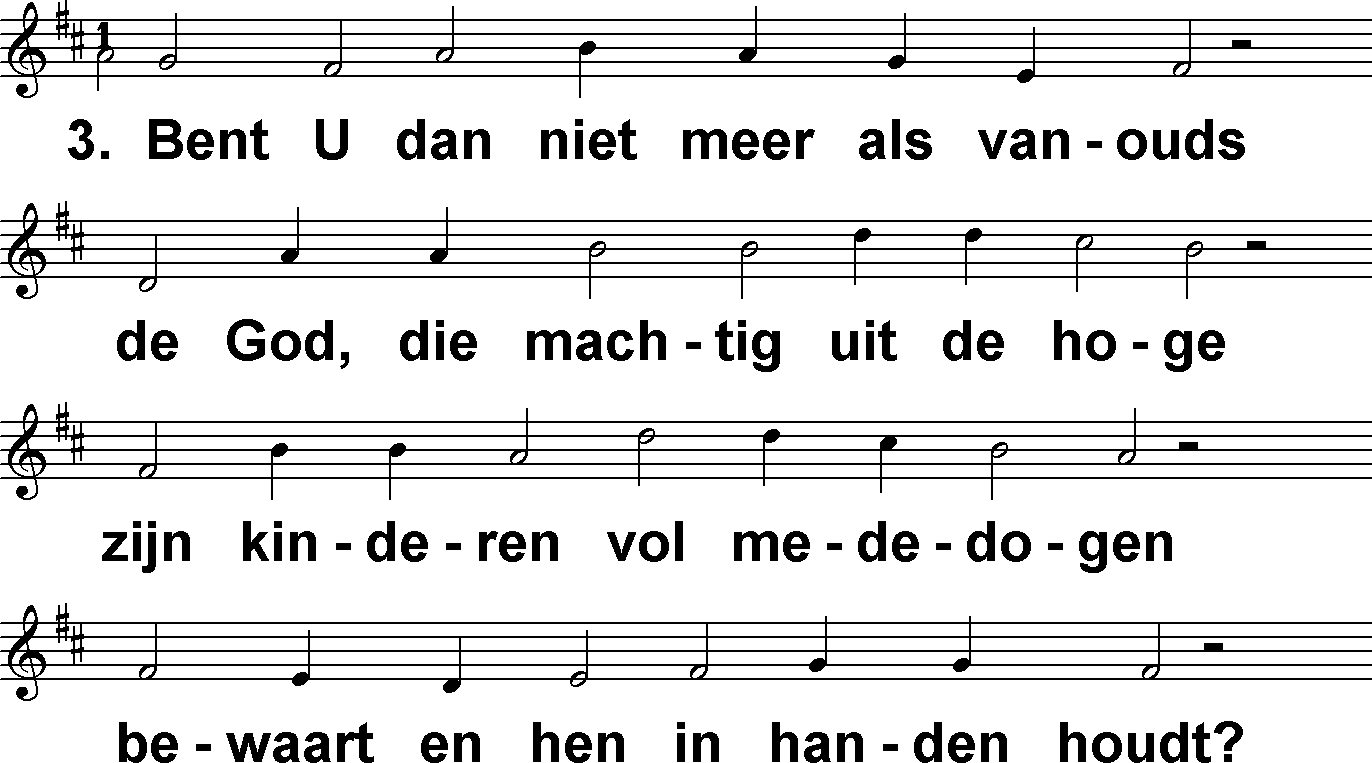 1
3. Bent U dan niet meer als van - ouds
de God, die mach - tig uit de ho - ge
zijn kin - de - ren vol me - de - do - gen
be - waart en hen in han - den houdt?